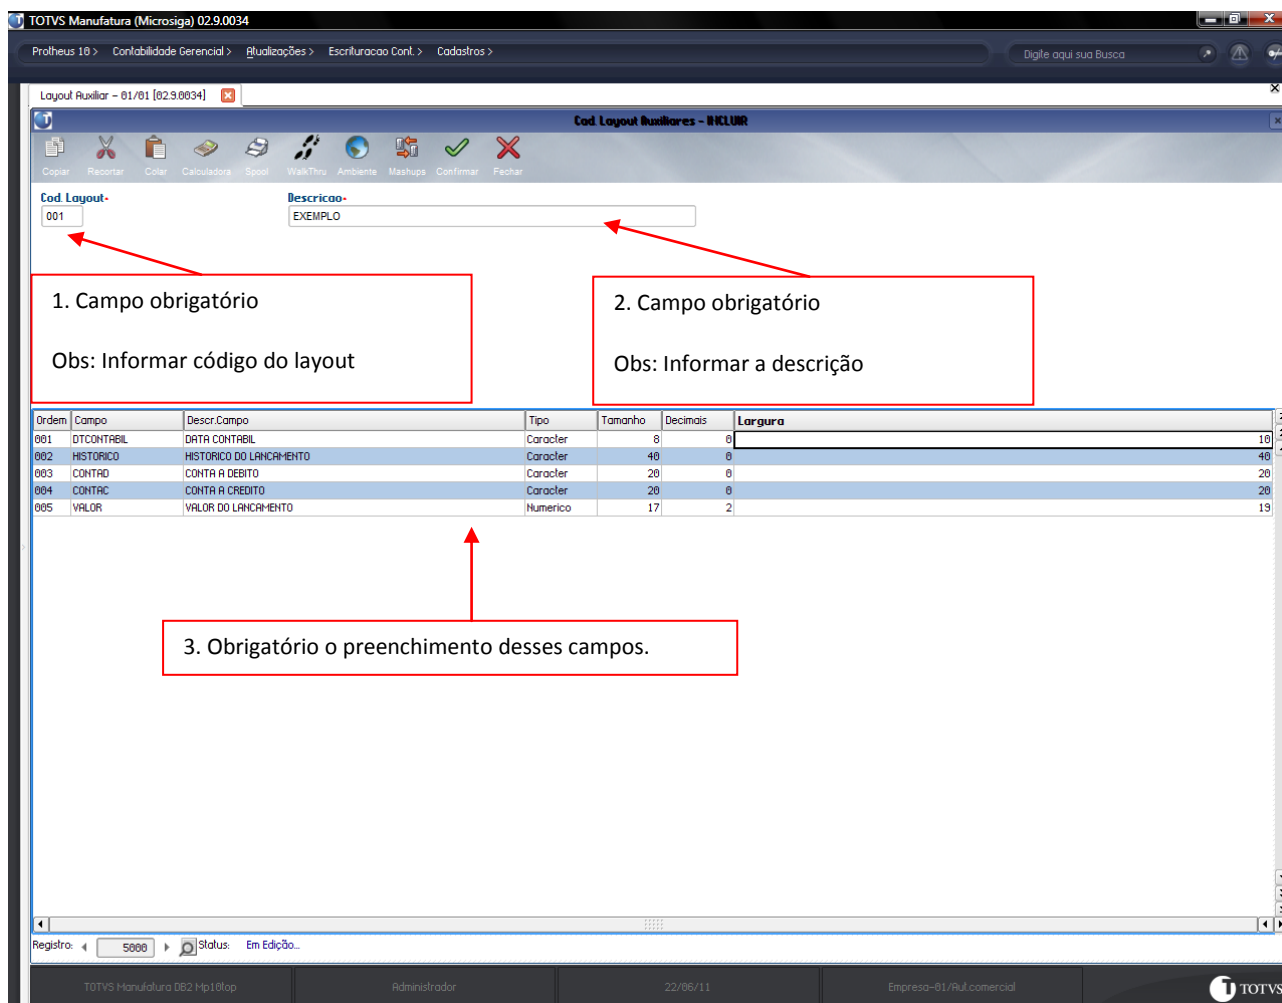 TOTVS Manufatura (Microsiga) 02.9.0034
Protheus 10 > Contabilidade Gerencial > Atualizações > Escrituracao Cont. > Cadastros >
Digite aqui sua Busca
Layout Auxiliar - 01/01 [02.9.0034]
Cod. Layout Auxiliares - INCLUIR
Copiar Recortar Colar Calculadora Spool WalkThru Ambiente Mashups Confirmar Fechar
Cod. Layout Descricao
001 EXEMPLO
1. Campo obrigatório
Obs: Informar código do layout
2. Campo obrigatório
Obs: Informar a descrição
Ordem Campo Descr.Campo Tipo Tamanho Decimais Largura
001 DTCONTABIL DATA CONTABIL Caracter 8 0 10
002 HISTORICO HISTORICO DO LANCAMENTO Caracter 40 0 40
003 CONTAD CONTA A DEBITO Caracter 20 0 20
004 CONTAC CONTA A CREDITO Caracter 20 0 20
005 VALOR VALOR DO LANCAMENTO Numerico 17 2 19
3. Obrigatório o preenchimento desses campos.
Registro: 5000 Status: Em Edição...
TOTVS Manufatura DB2 Mp10top Administrador 22/06/11 Empresa-01/Aul.comercial TOTVS